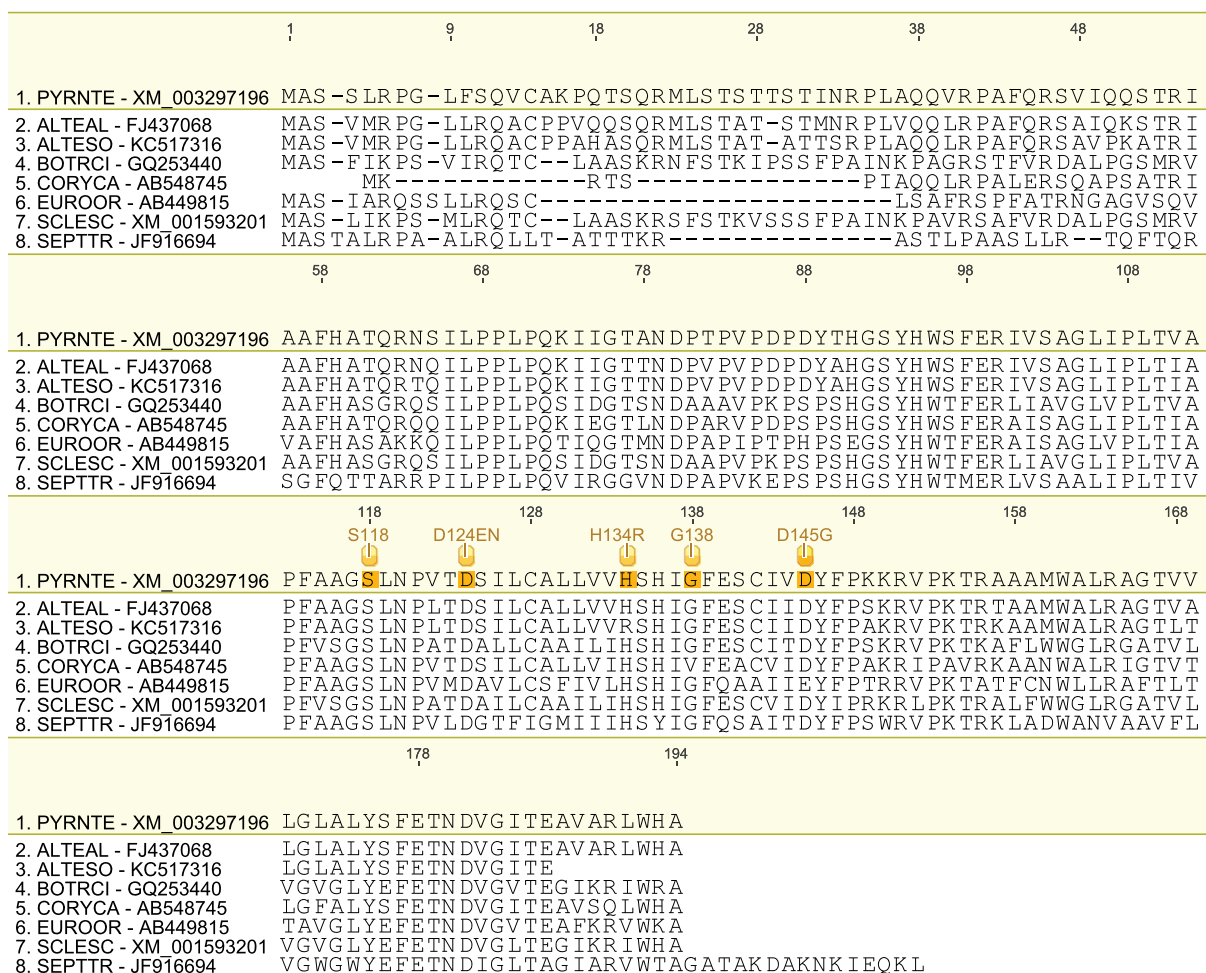 1 9 18 28 38 48
1. PYRNTE - XM_003297196 MAS-SLRPG-LFSQVCAKPQTSQRMLSTSTTSTINRPLAQQVRPAFQRSVIQQSTRI
2. ALTEAL - FJ437068 MAS-VMRPG-LLRQACPPVQQSQRMLSTAT-STMNRPLVQQLRPAFQRSAIQKSTRI
3. ALTESO - KC517316 MAS-VMRPG-LLRQACPPAHASQRMLSTAT-ATTSRPLAQQLRPAFQRSAVPKATRI
4. BOTRCI - GQ253440 MAS-FIKPS-VIRQTC--LAASKRNFSTKIPSSFPAINKPAGRSTFVRDALPGSMRV
5. CORYCA - AB548745 MK------------RTS--------------PIAQQLRPALERSQAPSATRI
6. EUROOR - AB449815 MAS-IARQSSLLRQSC----------------------LSAFRSPFATRNGAGVSQV
7. SCLESC - XM_001593201 MAS-LIKPS-MLRQTC--LAASKRSFSTKVSSSFPAINKPAVRSAFVRDALPGSMRV
8. SEPTTR - JF916694 MASTALRPA-ALRQLLT-ATTTKR--------------ASTLPAASLLR--TQFTQR
58 68 78 88 98 108
1. PYRNTE - XM_003297196 AAFHATQRNSILPPLPQKIIGTANDPTPVPDPDYTHGSYHWSFERIVSAGLIPLTVA
2. ALTEAL - FJ437068 AAFHATQRNQILPPLPQKIIGTTNDPVPVPDPDYAHGSYHWSFERIVSAGLIPLTIA
3. ALTESO - KC517316 AAFHATQRTQILPPLPQKIIGTTNDPVPVPDPDYAHGSYHWSFERIVSAGLIPLTIA
4. BOTRCI - GQ253440 AAFHASGRQSILPPLPQSIDGTSNDAAAVPKPSPSHGSYHWTFERLIAVGLVPLTVA
5. CORYCA - AB548745 AAFHATQRQQILPPLPQKIEGTLNDPARVPDPSPSHGSYHWTFERAISAGLIPLTVA
6. EUROOR - AB449815 VAFHASAKKQILPPLPQTIQGTMNDPAPIPTPHPSEGSYHWTFERAISAGLVPLTIA
7. SCLESC - XM_001593201 AAFHASGRQSILPPLPQSIDGTSNDAAPVPKPSPSHGSYHWTFERLIAVGLIPLTVA
8. SEPTTR - JF916694 SGFQTTARRPILPPLPQVIRGGVNDPAPVKEPSPSHGSYHWTMERLVSAALIPLTIV
118 128 138 148 158 168
S118 D124EN H134R G138 D145G
1. PYRNTE - XM_003297196 PFAAGSLNPVTDSILCALLVVHSHIGFESCIVDYFPKKRVPKTRAAAMWALRAGTVV
2. ALTEAL - FJ437068 PFAAGSLNPLTDSILCALLVVHSHIGFESCIIDYFPSKRVPKTRTAAMWALRAGTVA
3. ALTESO - KC517316 PFAAGSLNPLTDSILCALLVVRSHIGFESCIIDYFPAKRVPKTRKAAMWALRAGTLT
4. BOTRCI - GQ253440 PFVSGSLNPATDALLCAAILIHSHIGFESCITDYFPSKRVPKTKAFLWWGLRGATVL
5. CORYCA - AB548745 PFAAGSLNPVTDSILCALLVIHSHIVFEACVIDYFPAKRIPAVRKAANWALRIGTVT
6. EUROOR - AB449815 PFAAGSLNPVMDAVLCSFIVLHSHIGFQAAIIEYFPTRRVPKTATFCNWLLRAFTLT
7. SCLESC - XM_001593201 PFVSGSLNPATDAILCAAILIHSHIGFESCVIDYIPRKRLPKTRALFWWGLRGATVL
8. SEPTTR - JF916694 PFAAGSLNPVLDGTFIGMIIIHSYIGFQSAITDYFPSWRVPKTRKLADWANVAAVFL
178 194
1. PYRNTE - XM_003297196 LGLALYSFETNDVGITEAVARLWHA
2. ALTEAL - FJ437068 LGLALYSFETNDVGITEAVARLWHA
3. ALTESO - KC517316 LGLALYSFETNDVGITE
4. BOTRCI - GQ253440 VGVGLYEFETNDVGVTEGIKRIWRA
5. CORYCA - AB548745 LGFALYSFETNDVGITEAVSQLWHA
6. EUROOR - AB449815 TAVGLYEFETNDVGVTEAFKRVWKA
7. SCLESC - XM_001593201 VGVGLYEFETNDVGLTEGIKRIWHA
8. SEPTTR - JF916694 VGWGWYEFETNDIGLTAGIARVWTAGATAKDAKNKIEQKL